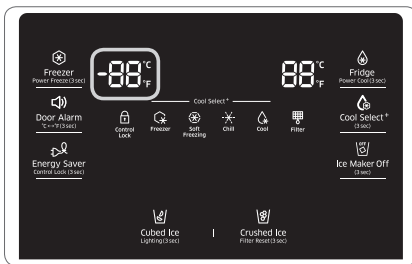 -88 °C °F
88 °C °F
Freezer
Power Freeze(3 sec)
Door Alarm
°C↔°F(3 sec)
Energy Saver
Control Lock (3 sec)
Cool Select+
Control Lock
Freezer
Soft Freezing
Chill
Cool
Filter
Fridge
Power Cool(3 sec)
Cool Select+
(3 sec)
OFF
Ice Maker Off
(3 sec)
Cubed Ice
Lighting(3 sec)
Crushed Ice
Filter Reset(3 sec)